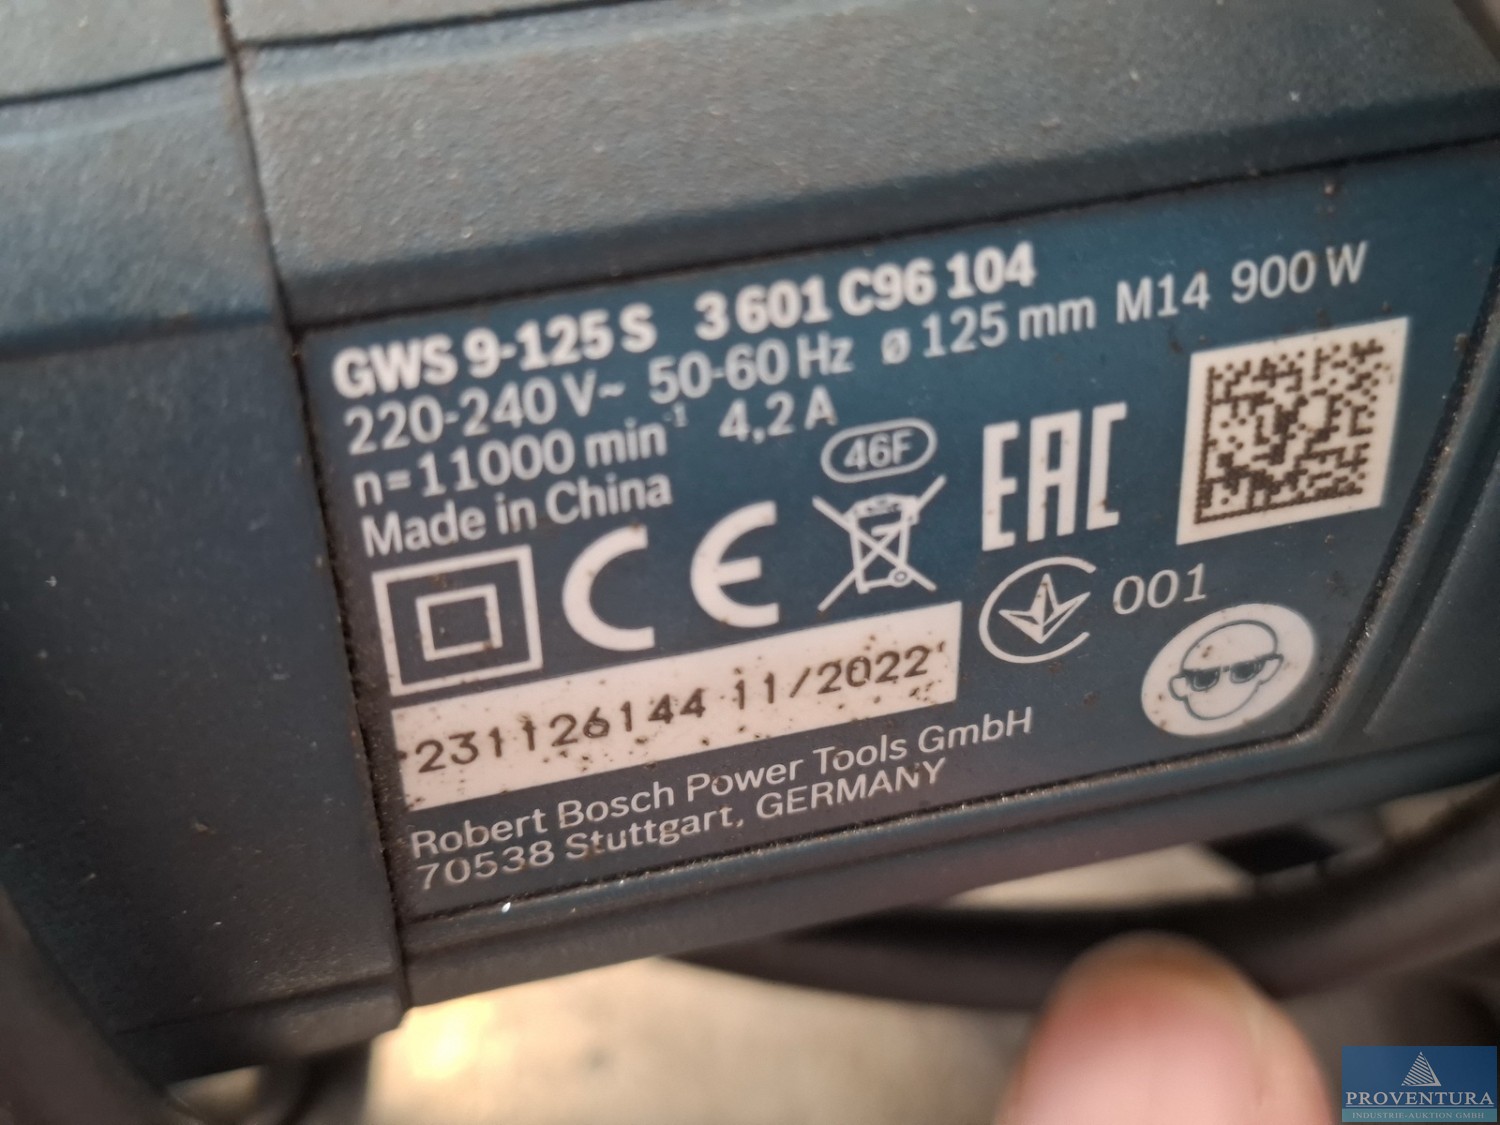 GWS 9-125 S 3 601 C96 104
220-240 V~ 50-60 Hz ø 125 mm M14 900 W
n=11000 min⁻¹ 4,2 A
Made in China
46F
CE
EAC
001
231126144 11/2022
Robert Bosch Power Tools GmbH
70538 Stuttgart, GERMANY
PROVENTURA
INDUSTRIE-AUKTION GMBH